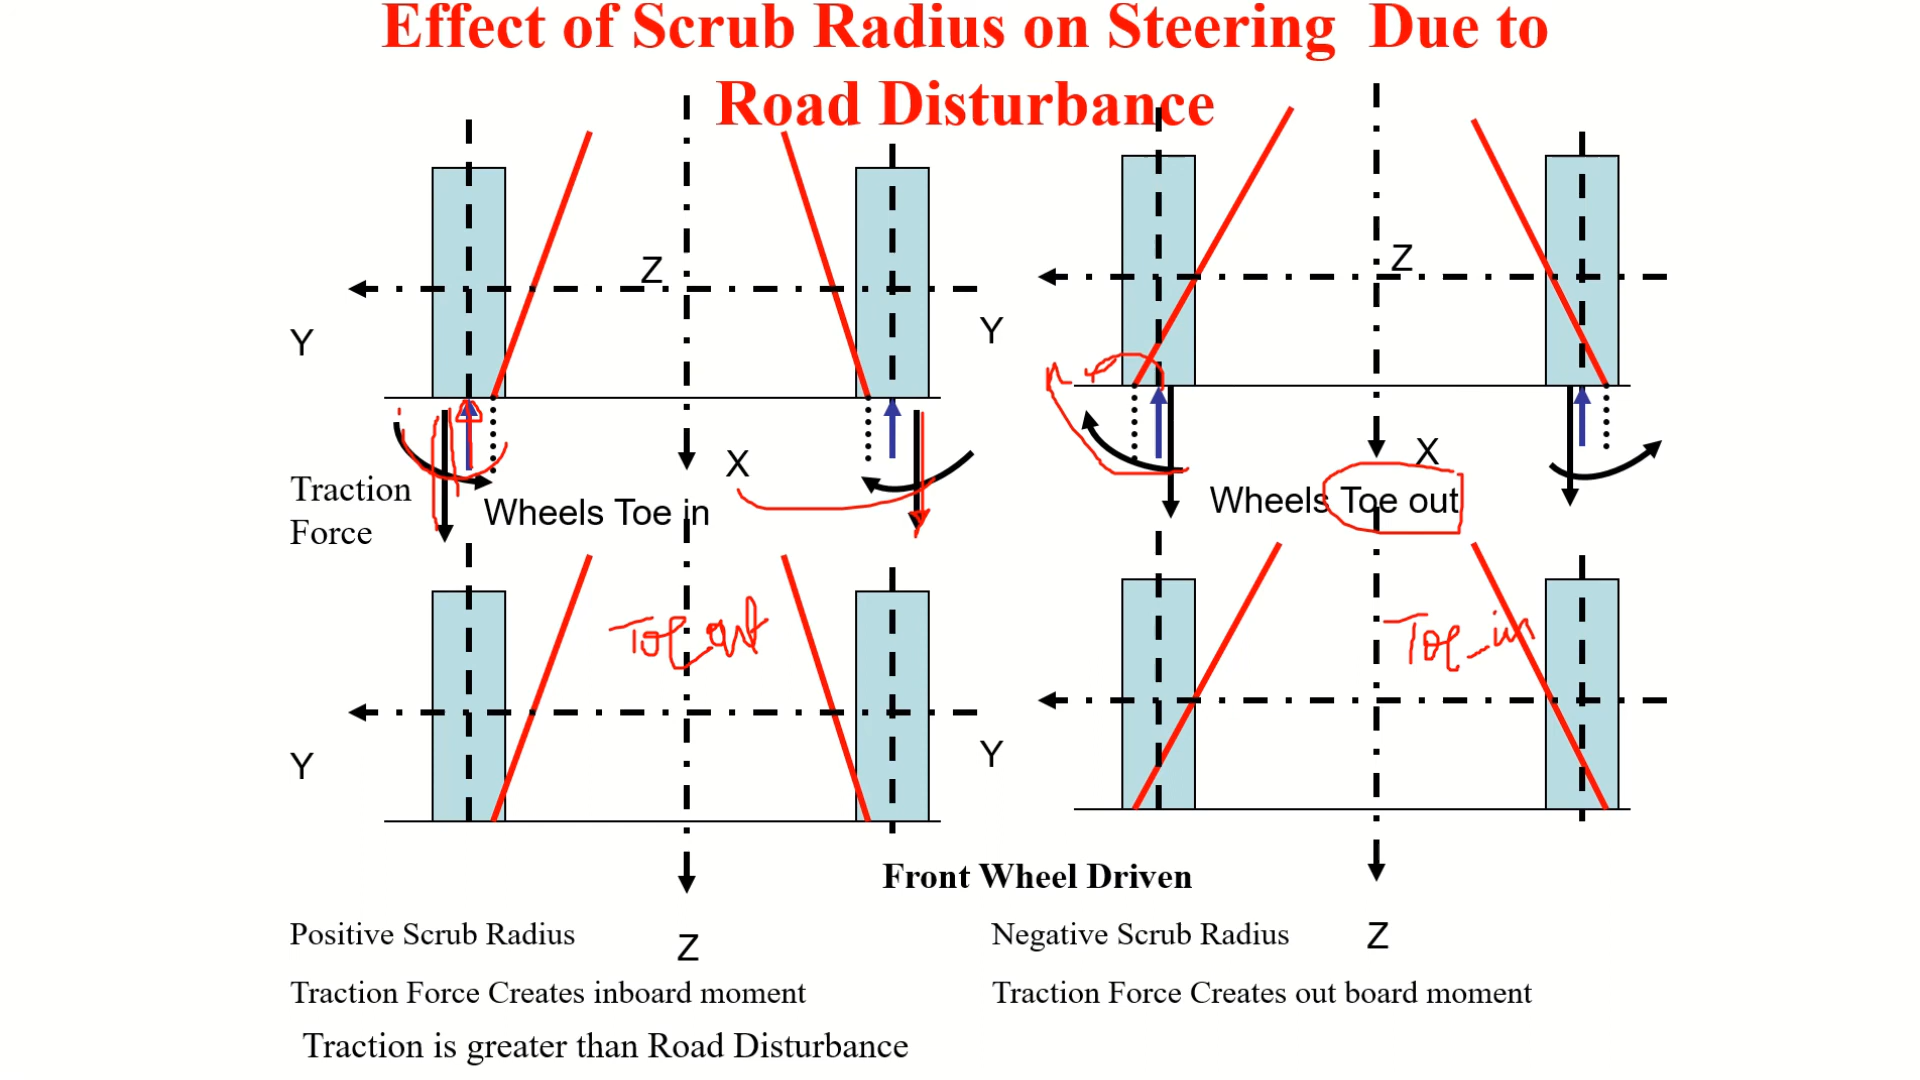 Effect of Scrub Radius on Steering Due to
Road Disturbance
Z
Z
Y
Y
X
X
Traction
Force
Wheels Toe in
Wheels Toe out
Toe out
Toe-in
Y
Y
Front Wheel Driven
Positive Scrub Radius
Z
Negative Scrub Radius
Z
Traction Force Creates inboard moment
Traction Force Creates out board moment
Traction is greater than Road Disturbance